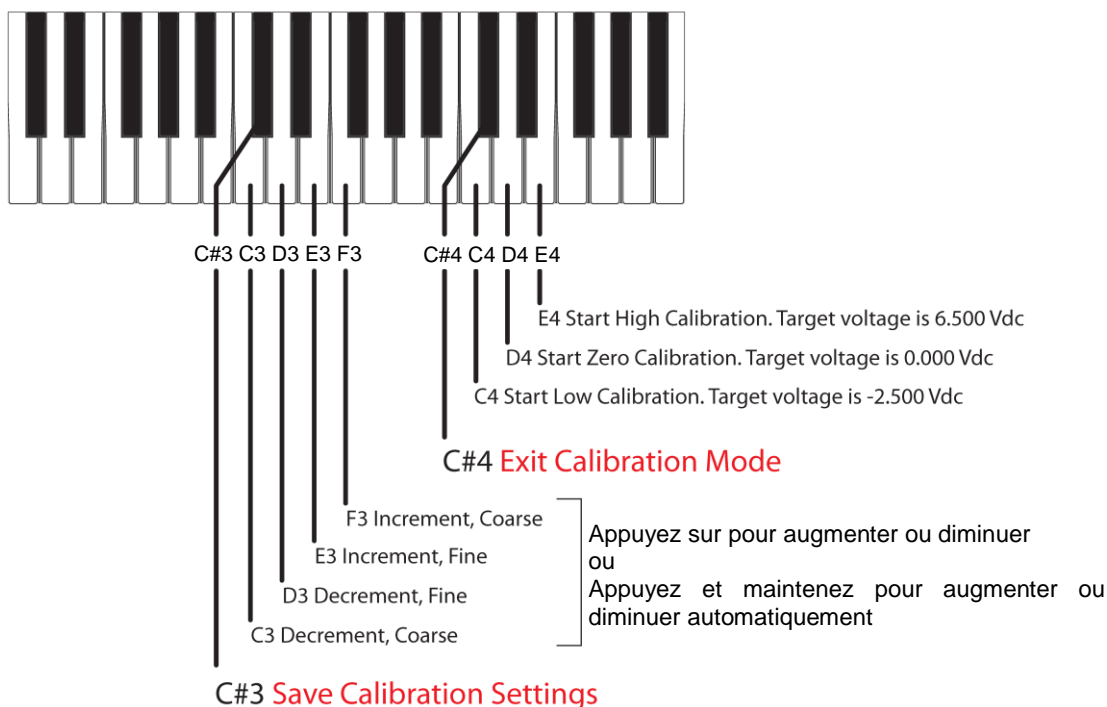 C#3 C3 D3 E3 F3 C#4 C4 D4 E4
E4 Start High Calibration. Target voltage is 6.500 Vdc
D4 Start Zero Calibration. Target voltage is 0.000 Vdc
C4 Start Low Calibration. Target voltage is -2.500 Vdc
C#4 Exit Calibration Mode
F3 Increment, Coarse
E3 Increment, Fine
D3 Decrement, Fine
C3 Decrement, Coarse
Appuyez sur pour augmenter ou diminuer
ou
Appuyez et maintenez pour augmenter ou
diminuer automatiquement
C#3 Save Calibration Settings